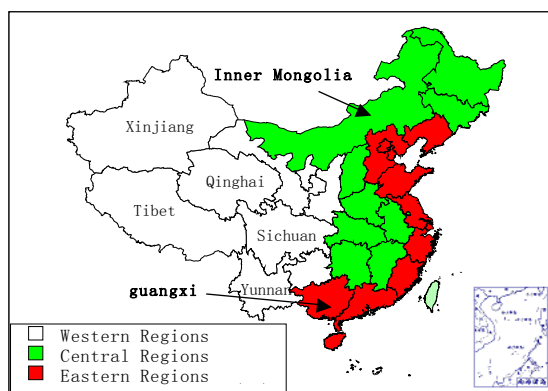 Inner Mongolia
Xinjiang
Qinghai
Tibet
Sichuan
Yunnan
guangxi
Western Regions
Central Regions
Eastern Regions